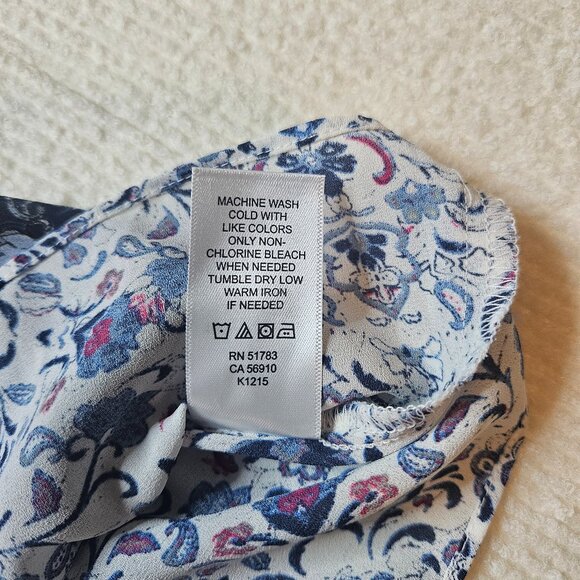 MACHINE WASH
COLD WITH
LIKE COLORS
ONLY NON-
CHLORINE BLEACH
WHEN NEEDED
TUMBLE DRY LOW
WARM IRON
IF NEEDED
RN 51783
CA 56910
K1215